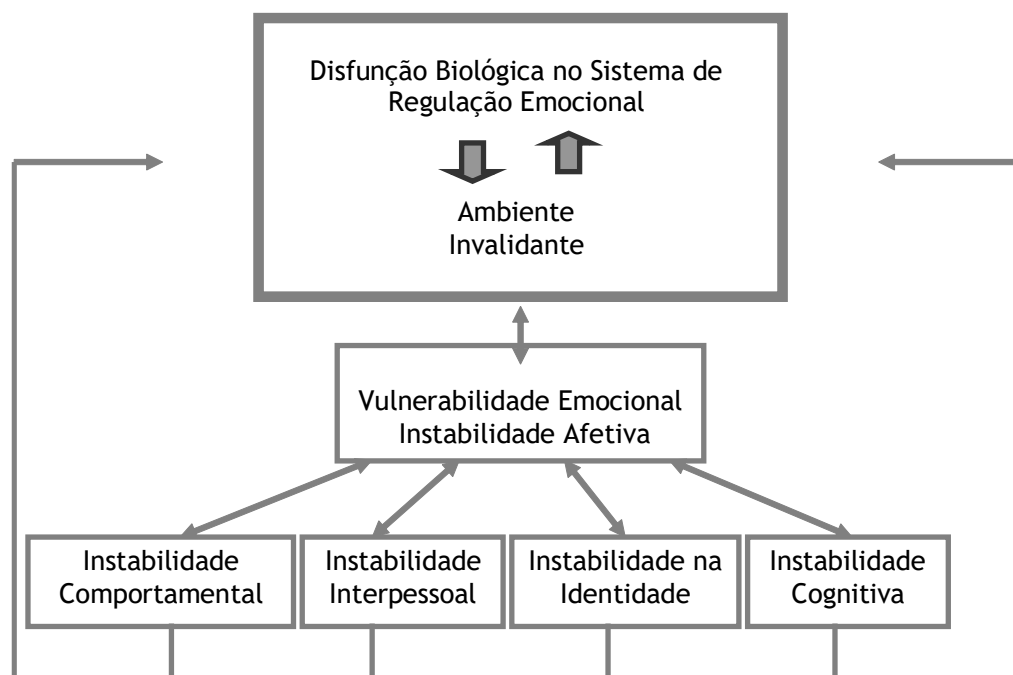 Disfunção Biológica no Sistema de
Regulação Emocional
Ambiente
Invalidante
Vulnerabilidade Emocional
Instabilidade Afetiva
Instabilidade
Comportamental
Instabilidade
Interpessoal
Instabilidade na
Identidade
Instabilidade
Cognitiva